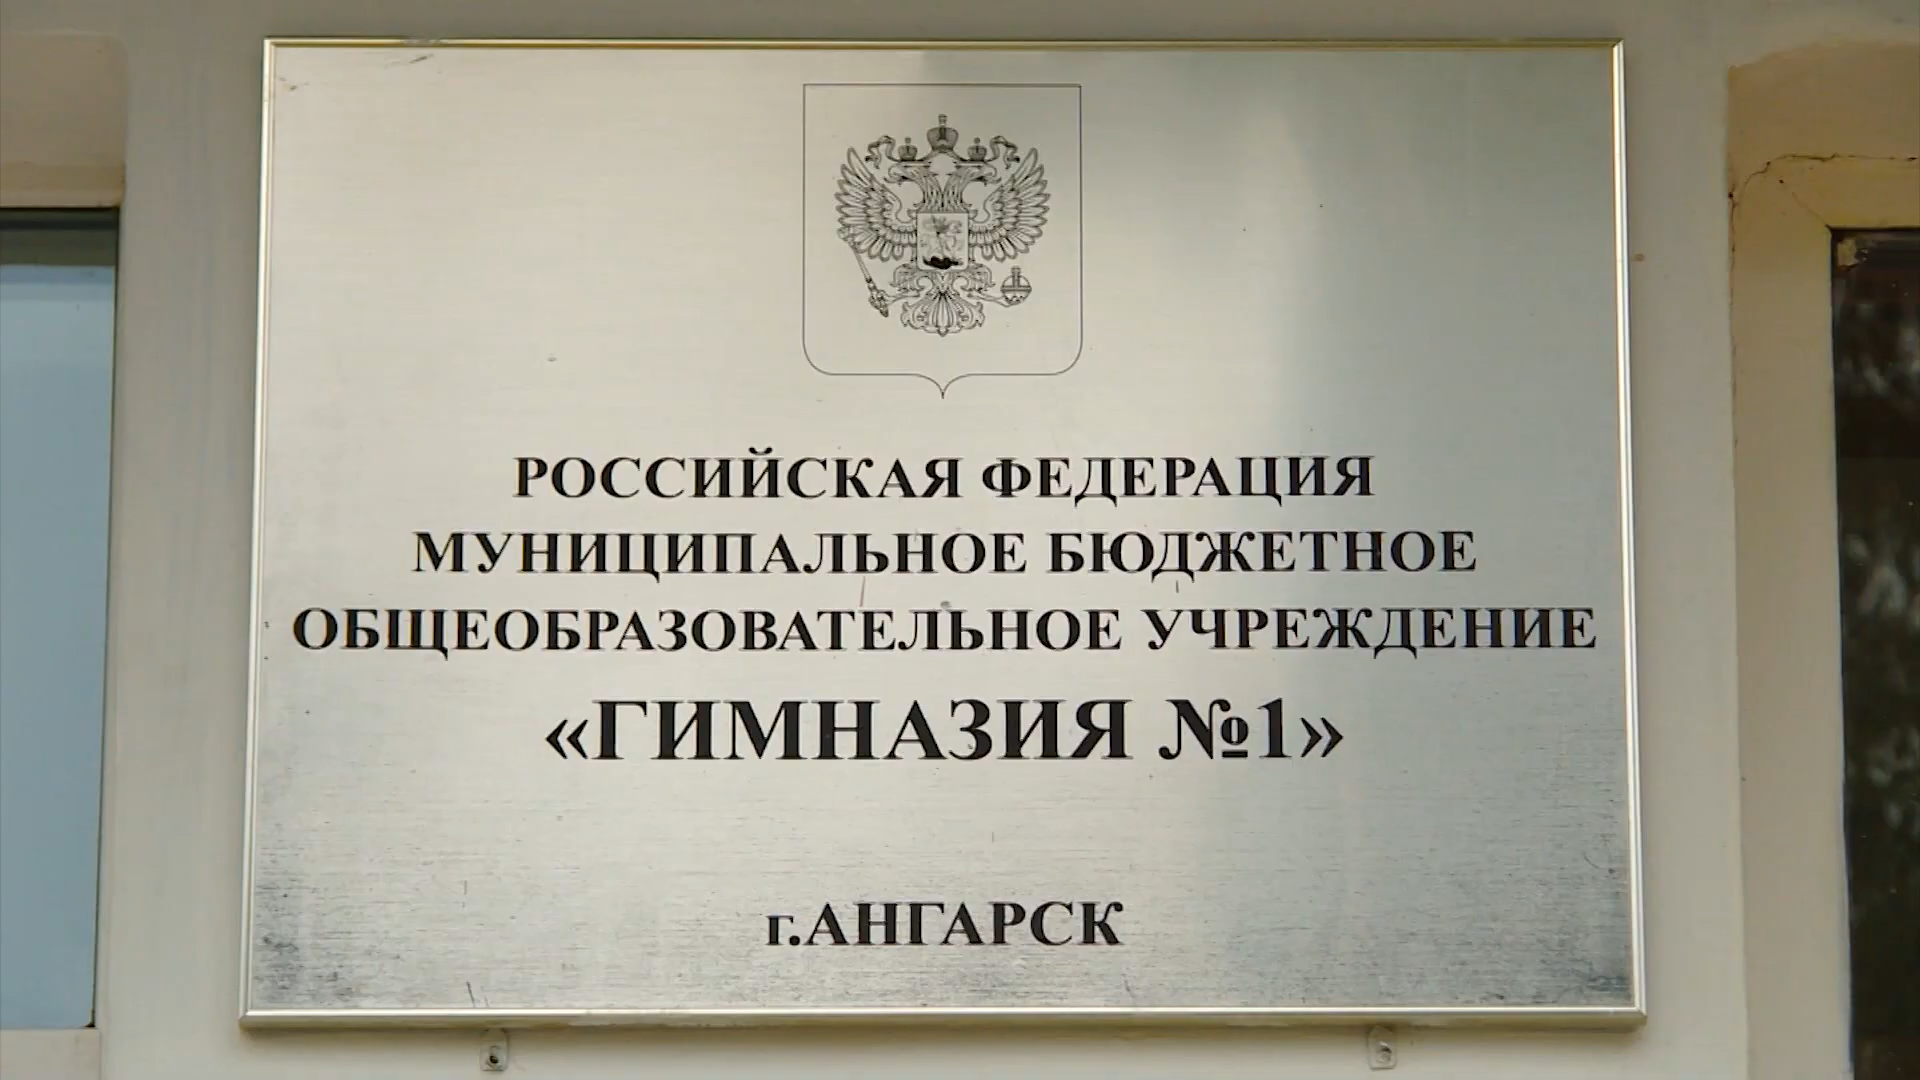 РОССИЙСКАЯ ФЕДЕРАЦИЯ
МУНИЦИПАЛЬНОЕ БЮДЖЕТНОЕ
ОБЩЕОБРАЗОВАТЕЛЬНОЕ УЧРЕЖДЕНИЕ
«ГИМНАЗИЯ №1»
г.АНГАРСК